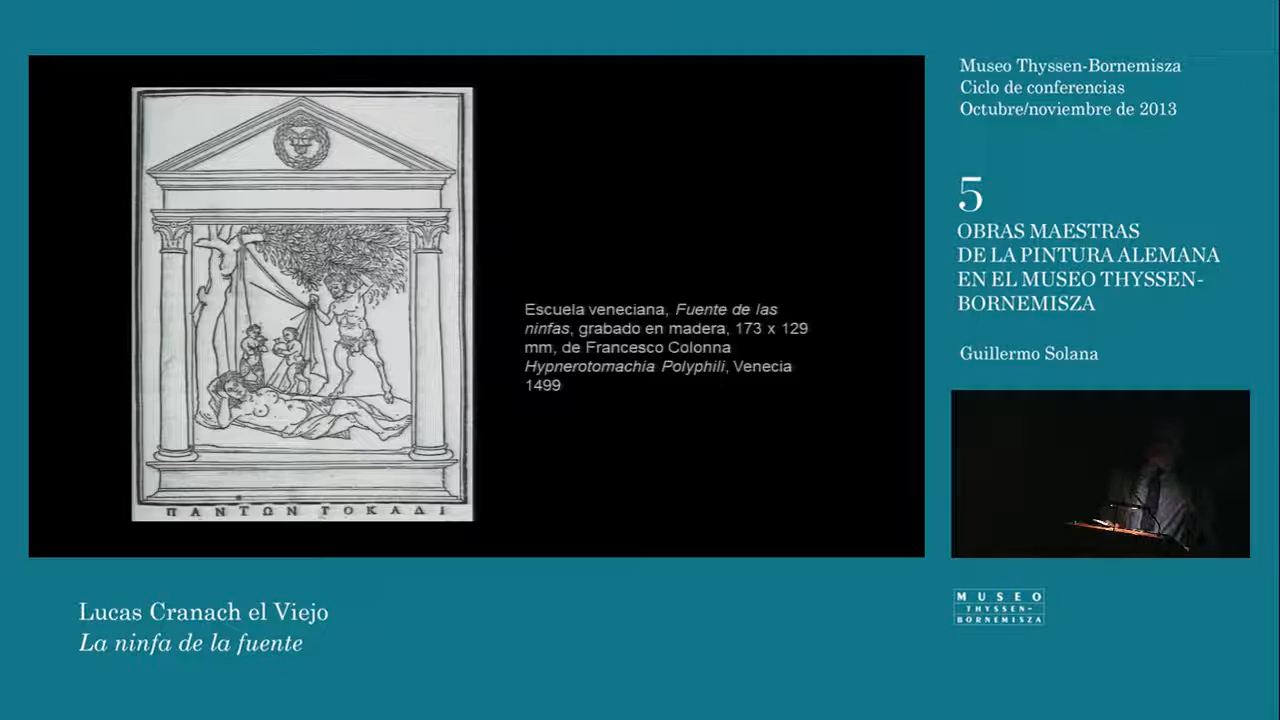 Museo Thyssen-Bornemisza
Ciclo de conferencias
Octubre/noviembre de 2013
5
OBRAS MAESTRAS
DE LA PINTURA ALEMANA
EN EL MUSEO THYSSEN-
BORNEMISZA
Guillermo Solana
Escuela veneciana, Fuente de las
ninfas, grabado en madera, 173 x 129
mm, de Francesco Colonna
Hypnerotomachia Polyphili, Venecia
1499
ΠΑΝΤΩΝ ΤΟΚΑΔΙ
Lucas Cranach el Viejo
La ninfa de la fuente
MUSEO
THYSSEN-
BORNEMISZA